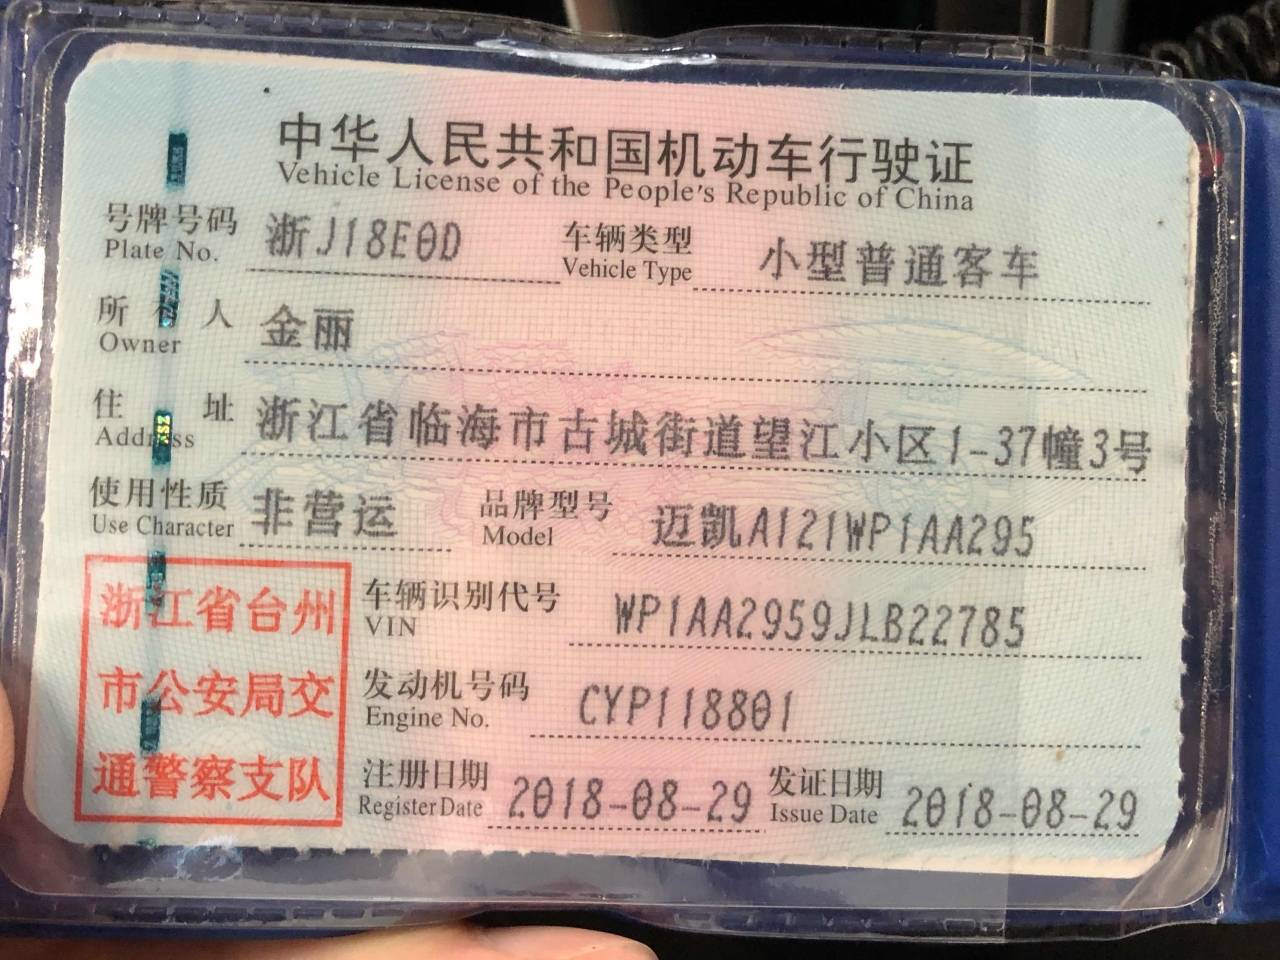 中华人民共和国机动车行驶证
Vehicle License of the People's Republic of China
号牌号码 浙J18E0D 车辆类型 小型普通客车
Plate No. Vehicle Type
所有人 金丽
Owner
住址 浙江省临海市古城街道望江小区1-37幢3号
Address
使用性质 非营运 品牌型号 迈凯A121WP1AA295
Use Character Model
浙江省台州
市公安局交
通警察支队
车辆识别代号 WP1AA2959JLB22785
VIN
发动机号码 CYP118801
Engine No.
注册日期 2018-08-29 发证日期 2018-08-29
Register Date Issue Date